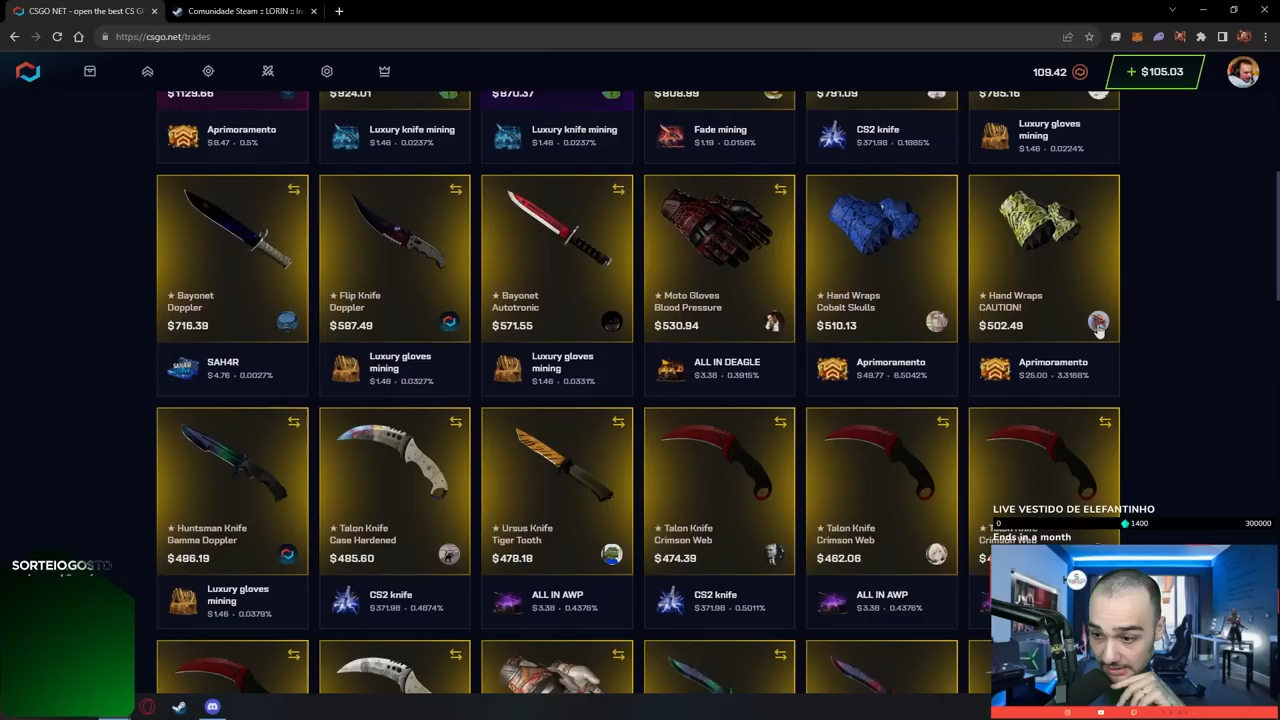 CSGO NET - open the best CS G
Comunidade Steam :: LORIN :: In
https://csgo.net/trades
109.42
+ $105.03
$1129.66
$924.01
$870.37
$808.99
$791.09
$785.16
Aprimoramento
$8.47 · 0.5%
Luxury knife mining
$1.46 · 0.0237%
Luxury knife mining
$1.46 · 0.0237%
Fade mining
$1.19 · 0.0156%
CS2 knife
$371.98 · 0.1885%
Luxury gloves
mining
$1.46 · 0.0224%
★ Bayonet
Doppler
$716.39
★ Flip Knife
Doppler
$587.49
★ Bayonet
Autotronic
$571.55
★ Moto Gloves
Blood Pressure
$530.94
★ Hand Wraps
Cobalt Skulls
$510.13
★ Hand Wraps
CAUTION!
$502.49
SAH4R
$4.76 · 0.0027%
Luxury gloves
mining
$1.46 · 0.0327%
Luxury gloves
mining
$1.46 · 0.0331%
ALL IN DEAGLE
$3.38 · 0.3915%
Aprimoramento
$49.77 · 6.5042%
Aprimoramento
$25.00 · 3.3168%
★ Huntsman Knife
Gamma Doppler
$486.19
★ Talon Knife
Case Hardened
$485.60
★ Ursus Knife
Tiger Tooth
$478.18
★ Talon Knife
Crimson Web
$474.39
★ Talon Knife
Crimson Web
$462.06
Luxury gloves
mining
$1.46 · 0.0379%
CS2 knife
$371.98 · 0.4874%
ALL IN AWP
$3.38 · 0.4376%
CS2 knife
$371.98 · 0.5011%
ALL IN AWP
$3.38 · 0.4376%
LIVE VESTIDO DE ELEFANTINHO
0
1400
300000
Ends in a month
SORTEIOGOSTO